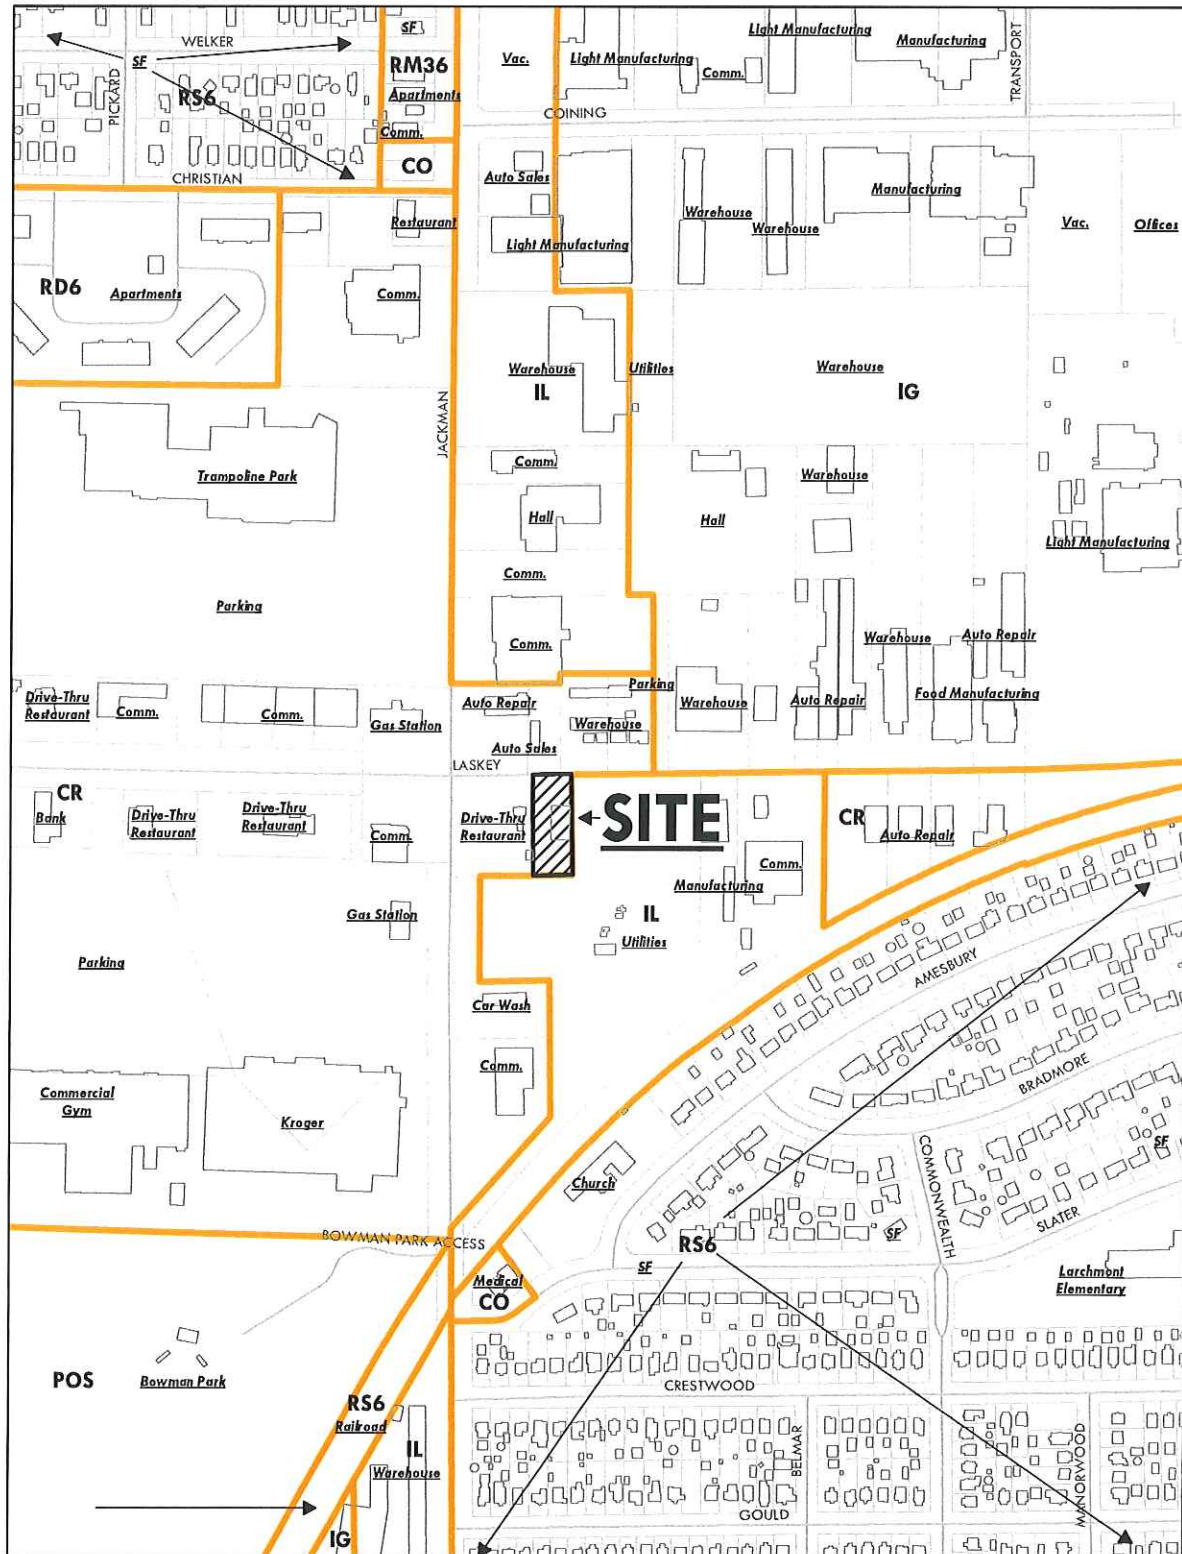 SF
WELKER
Light Manufacturing
Manufacturing
TRANSPORT
SF
RM36
Vac.
Light Manufacturing
Comm.
PICKARD
RS6
Apartments
COINING
Comm.
CO
CHRISTIAN
Auto Sales
Manufacturing
Restaurant
Warehouse
Warehouse
Vac.
Offices
Light Manufacturing
RD6
Apartments
Comm.
Warehouse
Utilities
Warehouse
IL
IG
JACKMAN
Trampoline Park
Comm.
Warehouse
Hall
Hall
Light Manufacturing
Comm.
Parking
Comm.
Warehouse
Auto Repair
Drive-Thru
Restaurant
Comm.
Comm.
Gas Station
Auto Repair
Parking
Warehouse
Auto Repair
Food Manufacturing
Warehouse
Auto Sales
LASKEY
CR
Bank
Drive-Thru
Restaurant
Drive-Thru
Restaurant
Comm.
Drive-Thru
Restaurant
SITE
CR
Auto Repair
Comm.
Manufacturing
Gas Station
IL
Utilities
Parking
AMESBURY
Car Wash
Comm.
BRADMORE
Commercial
Gym
Kroger
COMMONWEALTH
SF
Church
SLATER
BOWMAN PARK ACCESS
RS6
SF
SF
Medical
CO
Larchmont
Elementary
POS
Bowman Park
CRESTWOOD
RS6
Railroad
IL
Warehouse
BELMAR
MANORWOOD
GOULD
IG